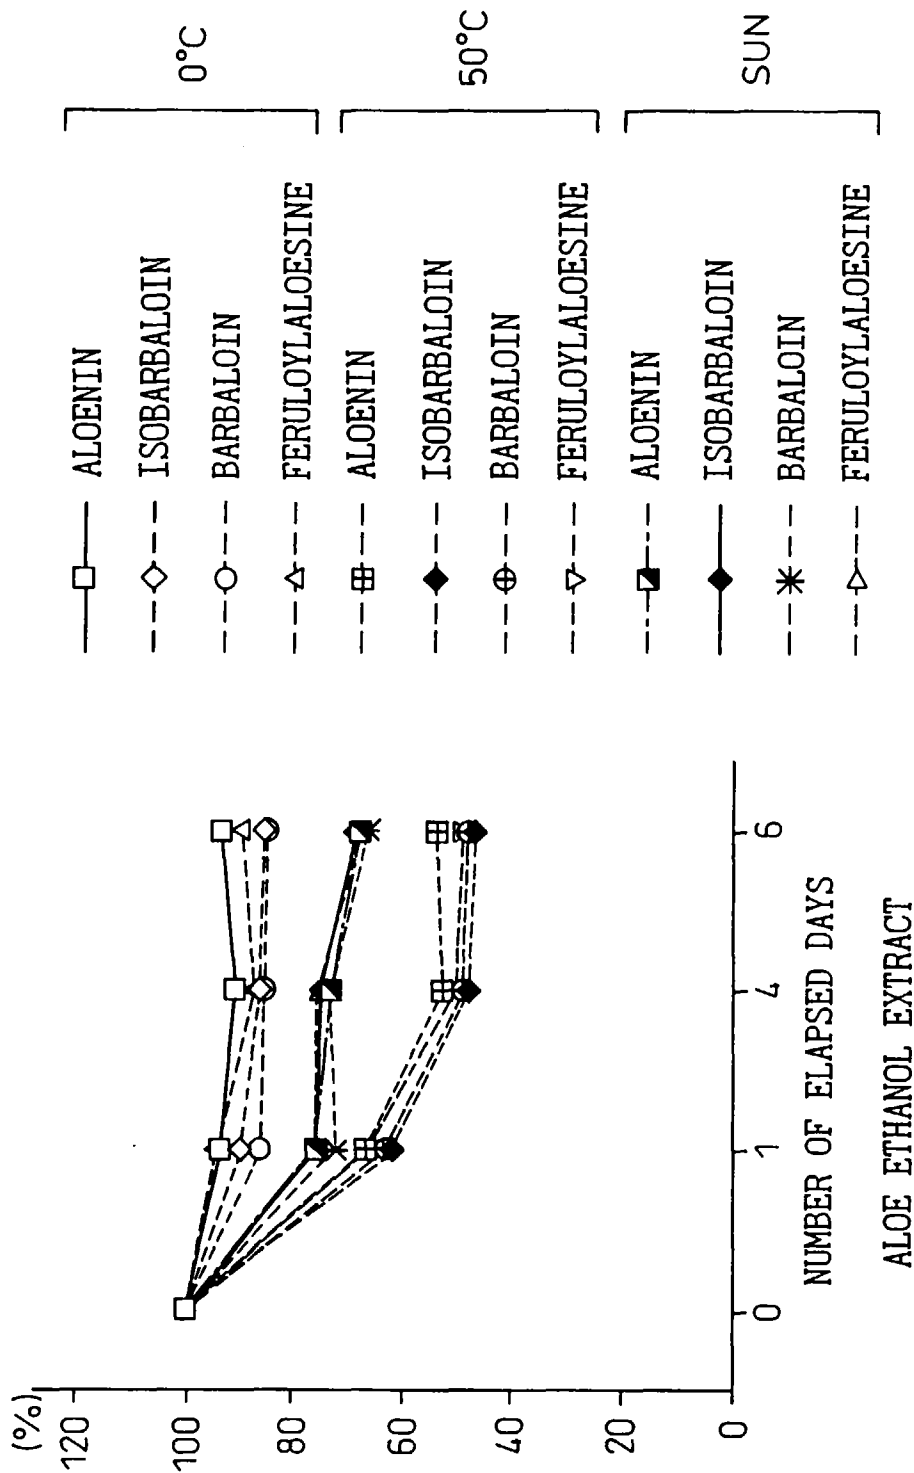 (%)
120
100
80
60
40
20
0
0
1
4
6
NUMBER OF ELAPSED DAYS
ALOE ETHANOL EXTRACT
ALOENIN
ISOBARBALOIN
BARBALOIN
FERULOYLALOESINE
0°C
ALOENIN
ISOBARBALOIN
BARBALOIN
FERULOYLALOESINE
50°C
ALOENIN
ISOBARBALOIN
BARBALOIN
FERULOYLALOESINE
SUN